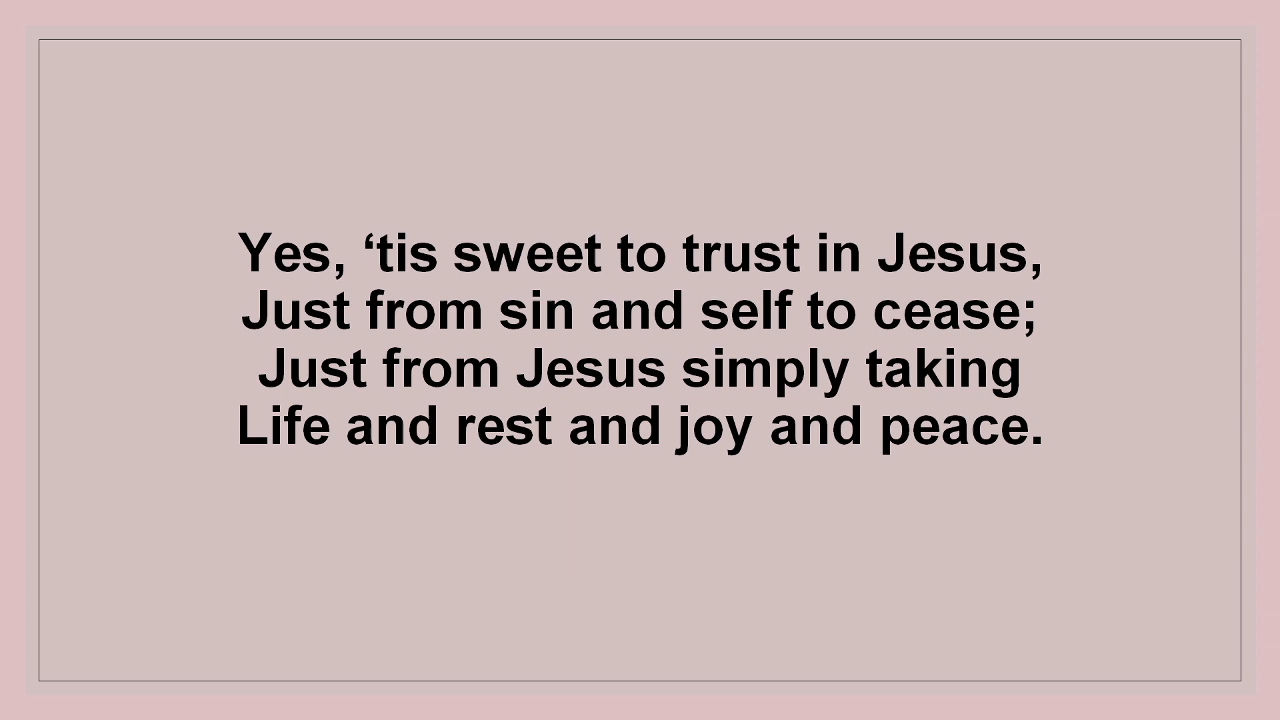 Yes, ‘tis sweet to trust in Jesus,
Just from sin and self to cease;
Just from Jesus simply taking
Life and rest and joy and peace.